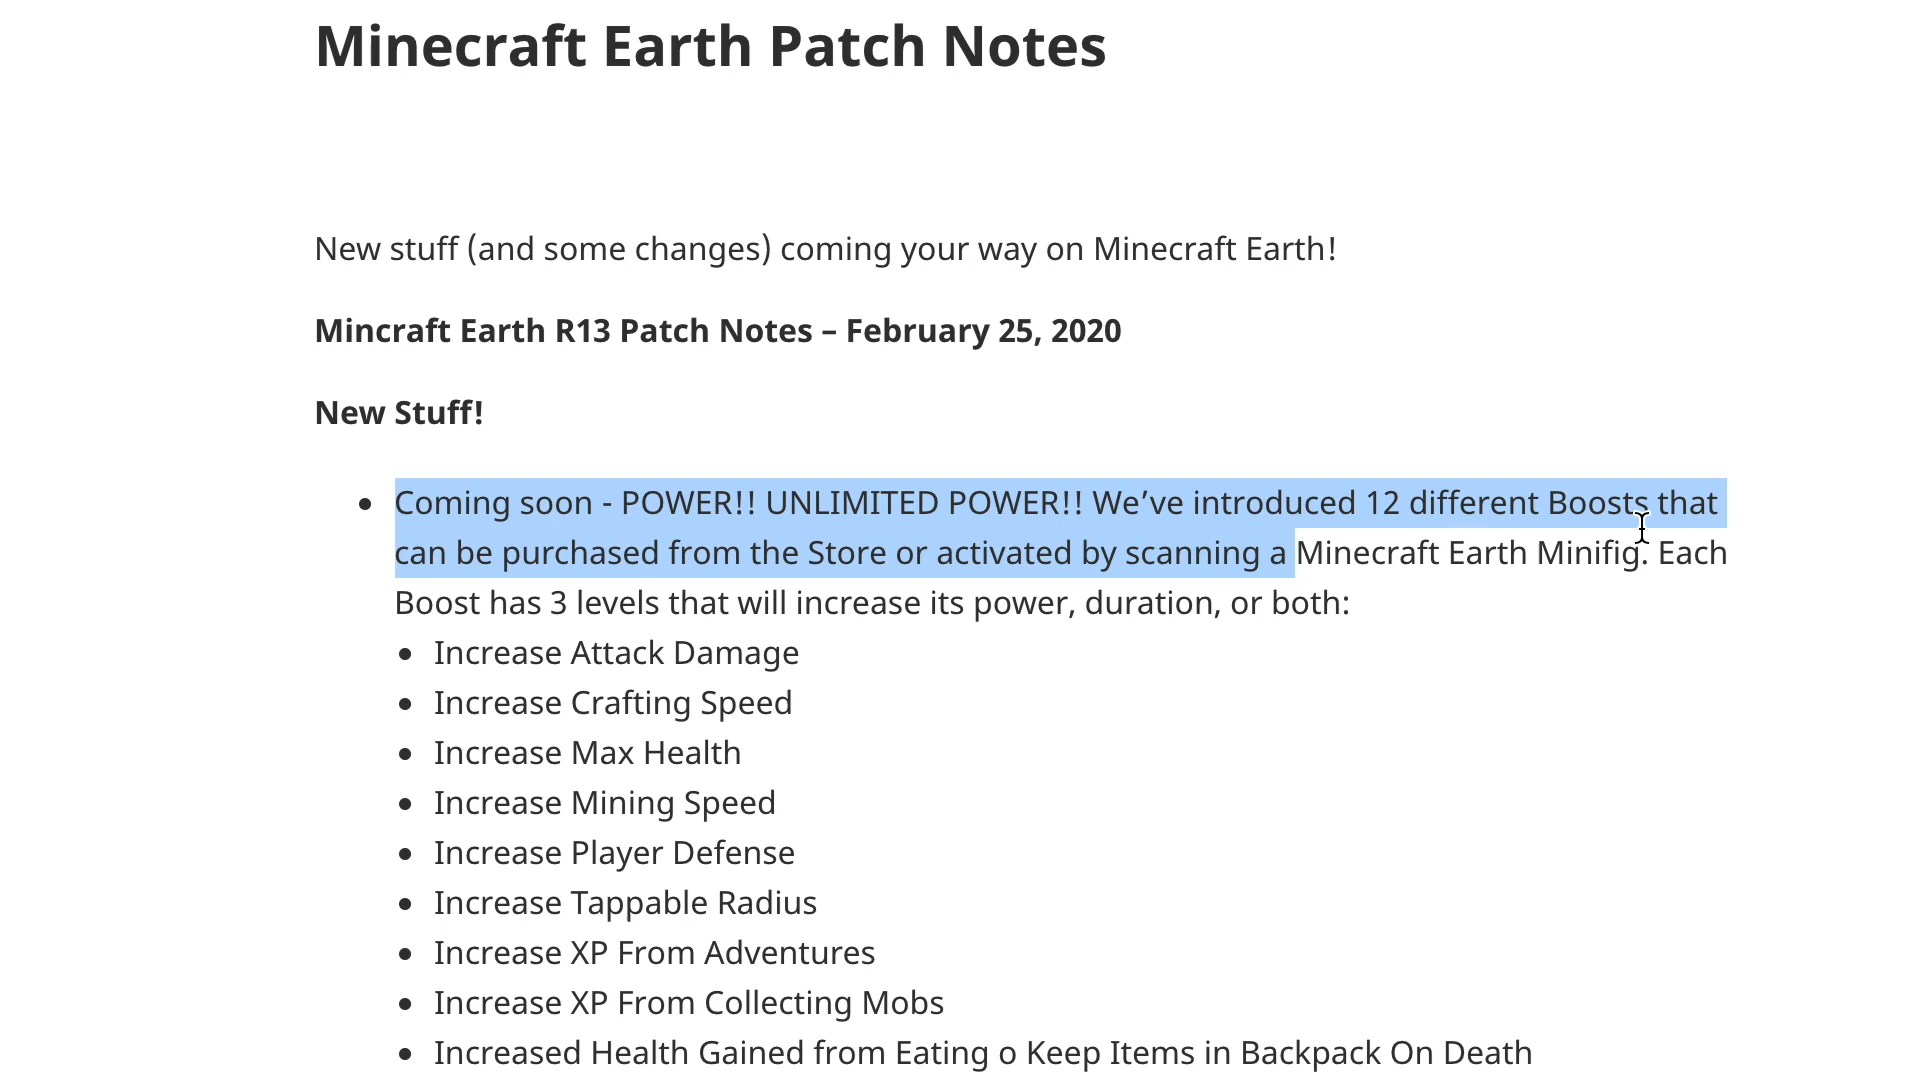 Minecraft Earth Patch Notes
New stuff (and some changes) coming your way on Minecraft Earth!
Mincraft Earth R13 Patch Notes – February 25, 2020
New Stuff!
Coming soon - POWER!! UNLIMITED POWER!! We’ve introduced 12 different Boosts that
can be purchased from the Store or activated by scanning a Minecraft Earth Minifig. Each
Boost has 3 levels that will increase its power, duration, or both:
Increase Attack Damage
Increase Crafting Speed
Increase Max Health
Increase Mining Speed
Increase Player Defense
Increase Tappable Radius
Increase XP From Adventures
Increase XP From Collecting Mobs
Increased Health Gained from Eating o Keep Items in Backpack On Death